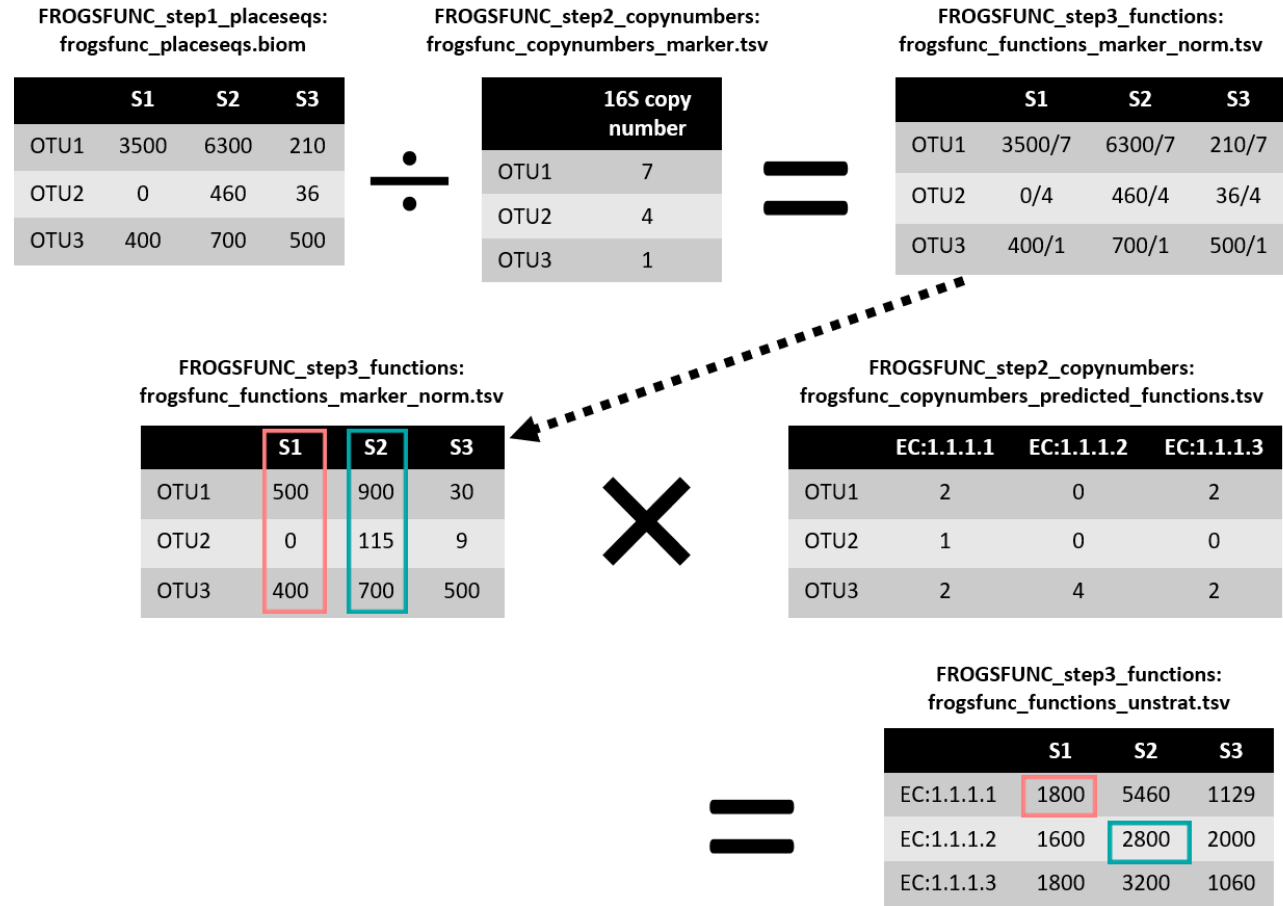 FROGSFUNC_step1_placeseqs:
frogsfunc_placeseqs.biom
S1 S2 S3
OTU1 3500 6300 210
OTU2 0 460 36
OTU3 400 700 500
÷
FROGSFUNC_step2_copynumbers:
frogsfunc_copynumbers_marker.tsv
16S copy
number
OTU1 7
OTU2 4
OTU3 1
=
FROGSFUNC_step3_functions:
frogsfunc_functions_marker_norm.tsv
S1 S2 S3
OTU1 3500/7 6300/7 210/7
OTU2 0/4 460/4 36/4
OTU3 400/1 700/1 500/1
FROGSFUNC_step3_functions:
frogsfunc_functions_marker_norm.tsv
S1 S2 S3
OTU1 500 900 30
OTU2 0 115 9
OTU3 400 700 500
×
FROGSFUNC_step2_copynumbers:
frogsfunc_copynumbers_predicted_functions.tsv
EC:1.1.1.1 EC:1.1.1.2 EC:1.1.1.3
OTU1 2 0 2
OTU2 1 0 0
OTU3 2 4 2
=
FROGSFUNC_step3_functions:
frogsfunc_functions_unstrat.tsv
S1 S2 S3
EC:1.1.1.1 1800 5460 1129
EC:1.1.1.2 1600 2800 2000
EC:1.1.1.3 1800 3200 1060